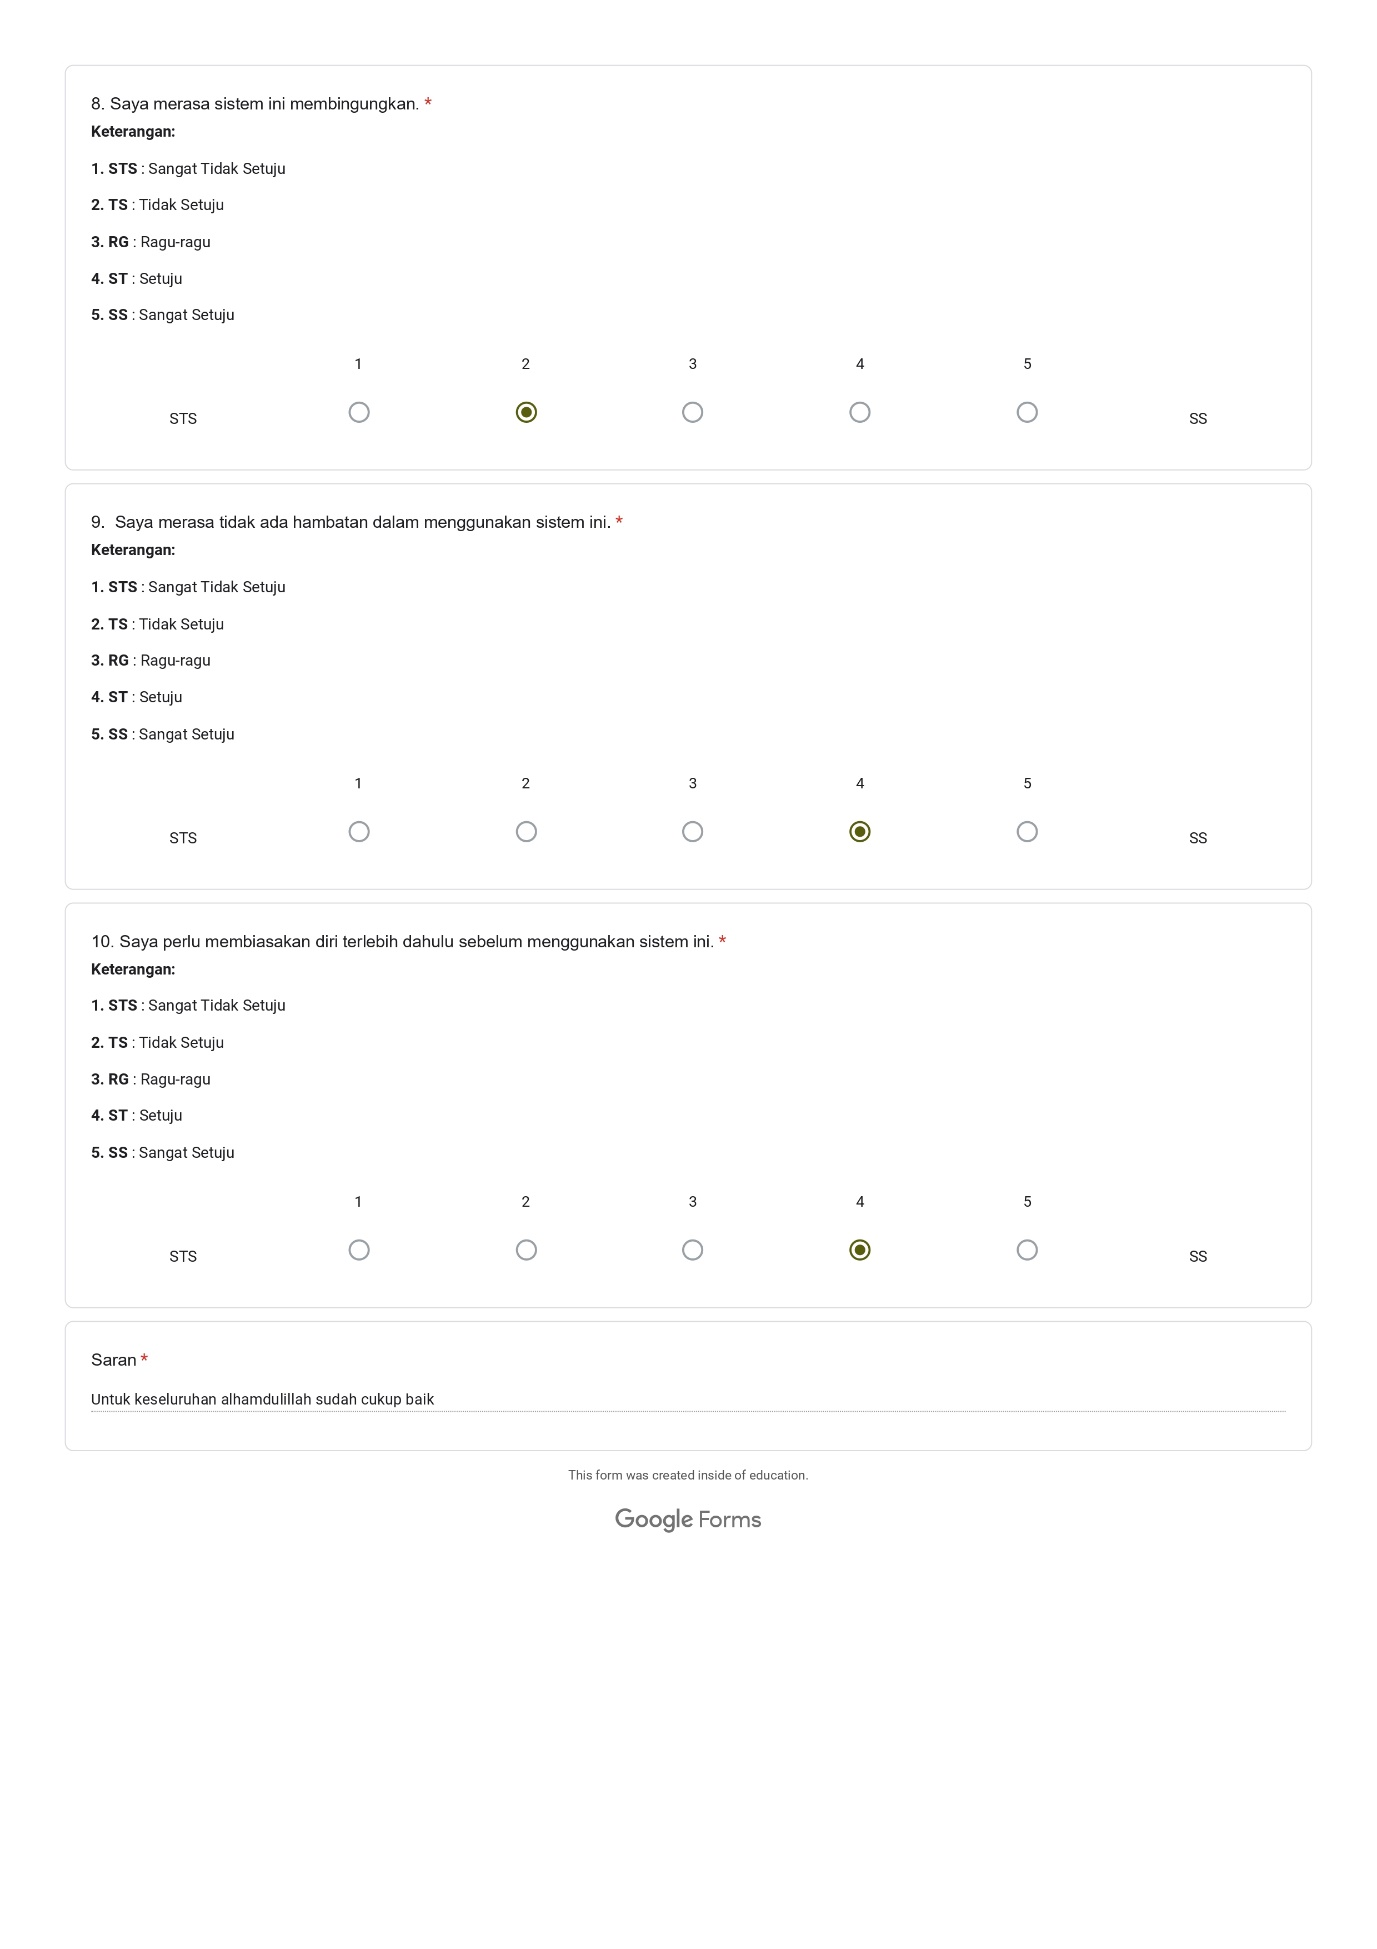 8. Saya merasa sistem ini membingungkan. *
Keterangan:
1. STS : Sangat Tidak Setuju
2. TS : Tidak Setuju
3. RG : Ragu-ragu
4. ST : Setuju
5. SS : Sangat Setuju
1 2 3 4 5
STS SS
9. Saya merasa tidak ada hambatan dalam menggunakan sistem ini. *
Keterangan:
1. STS : Sangat Tidak Setuju
2. TS : Tidak Setuju
3. RG : Ragu-ragu
4. ST : Setuju
5. SS : Sangat Setuju
1 2 3 4 5
STS SS
10. Saya perlu membiasakan diri terlebih dahulu sebelum menggunakan sistem ini. *
Keterangan:
1. STS : Sangat Tidak Setuju
2. TS : Tidak Setuju
3. RG : Ragu-ragu
4. ST : Setuju
5. SS : Sangat Setuju
1 2 3 4 5
STS SS
Saran *
Untuk keseluruhan alhamdulillah sudah cukup baik
This form was created inside of education.
Google Forms